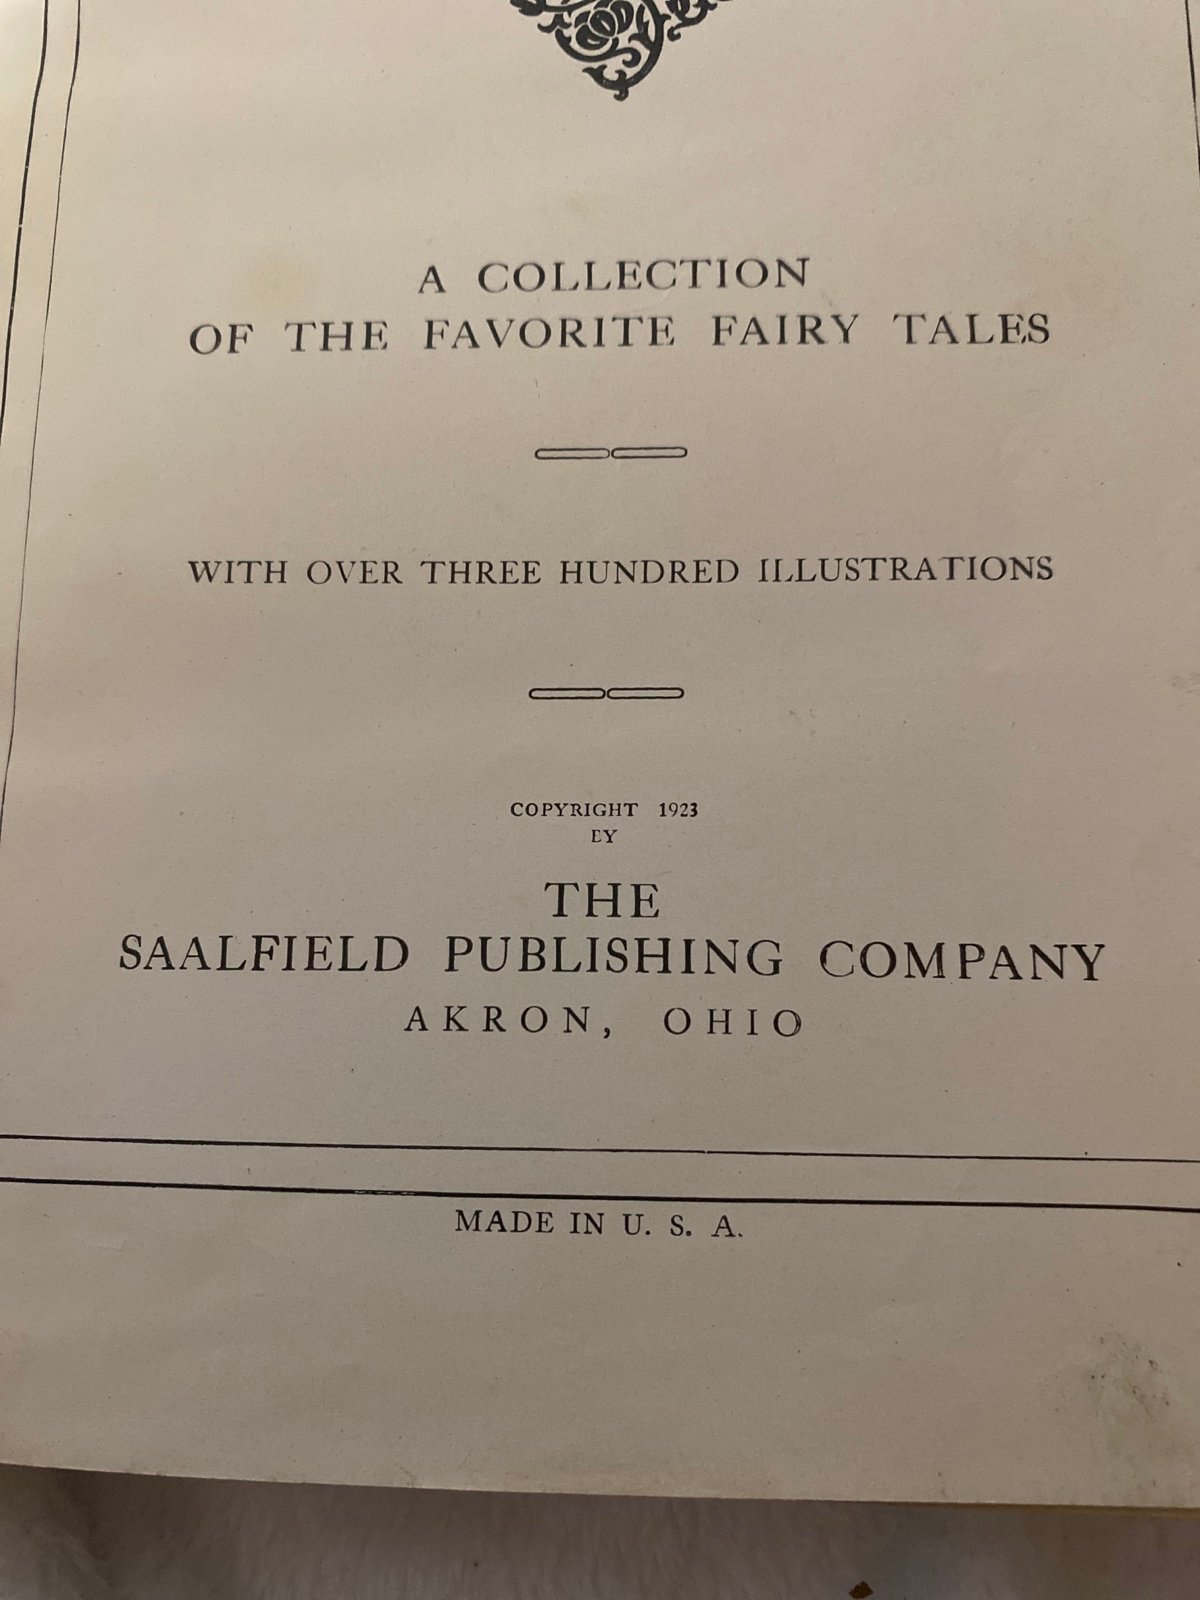 A COLLECTION
OF THE FAVORITE FAIRY TALES
WITH OVER THREE HUNDRED ILLUSTRATIONS
COPYRIGHT 1923
EY
THE
SAALFIELD PUBLISHING COMPANY
AKRON, OHIO
MADE IN U. S. A.